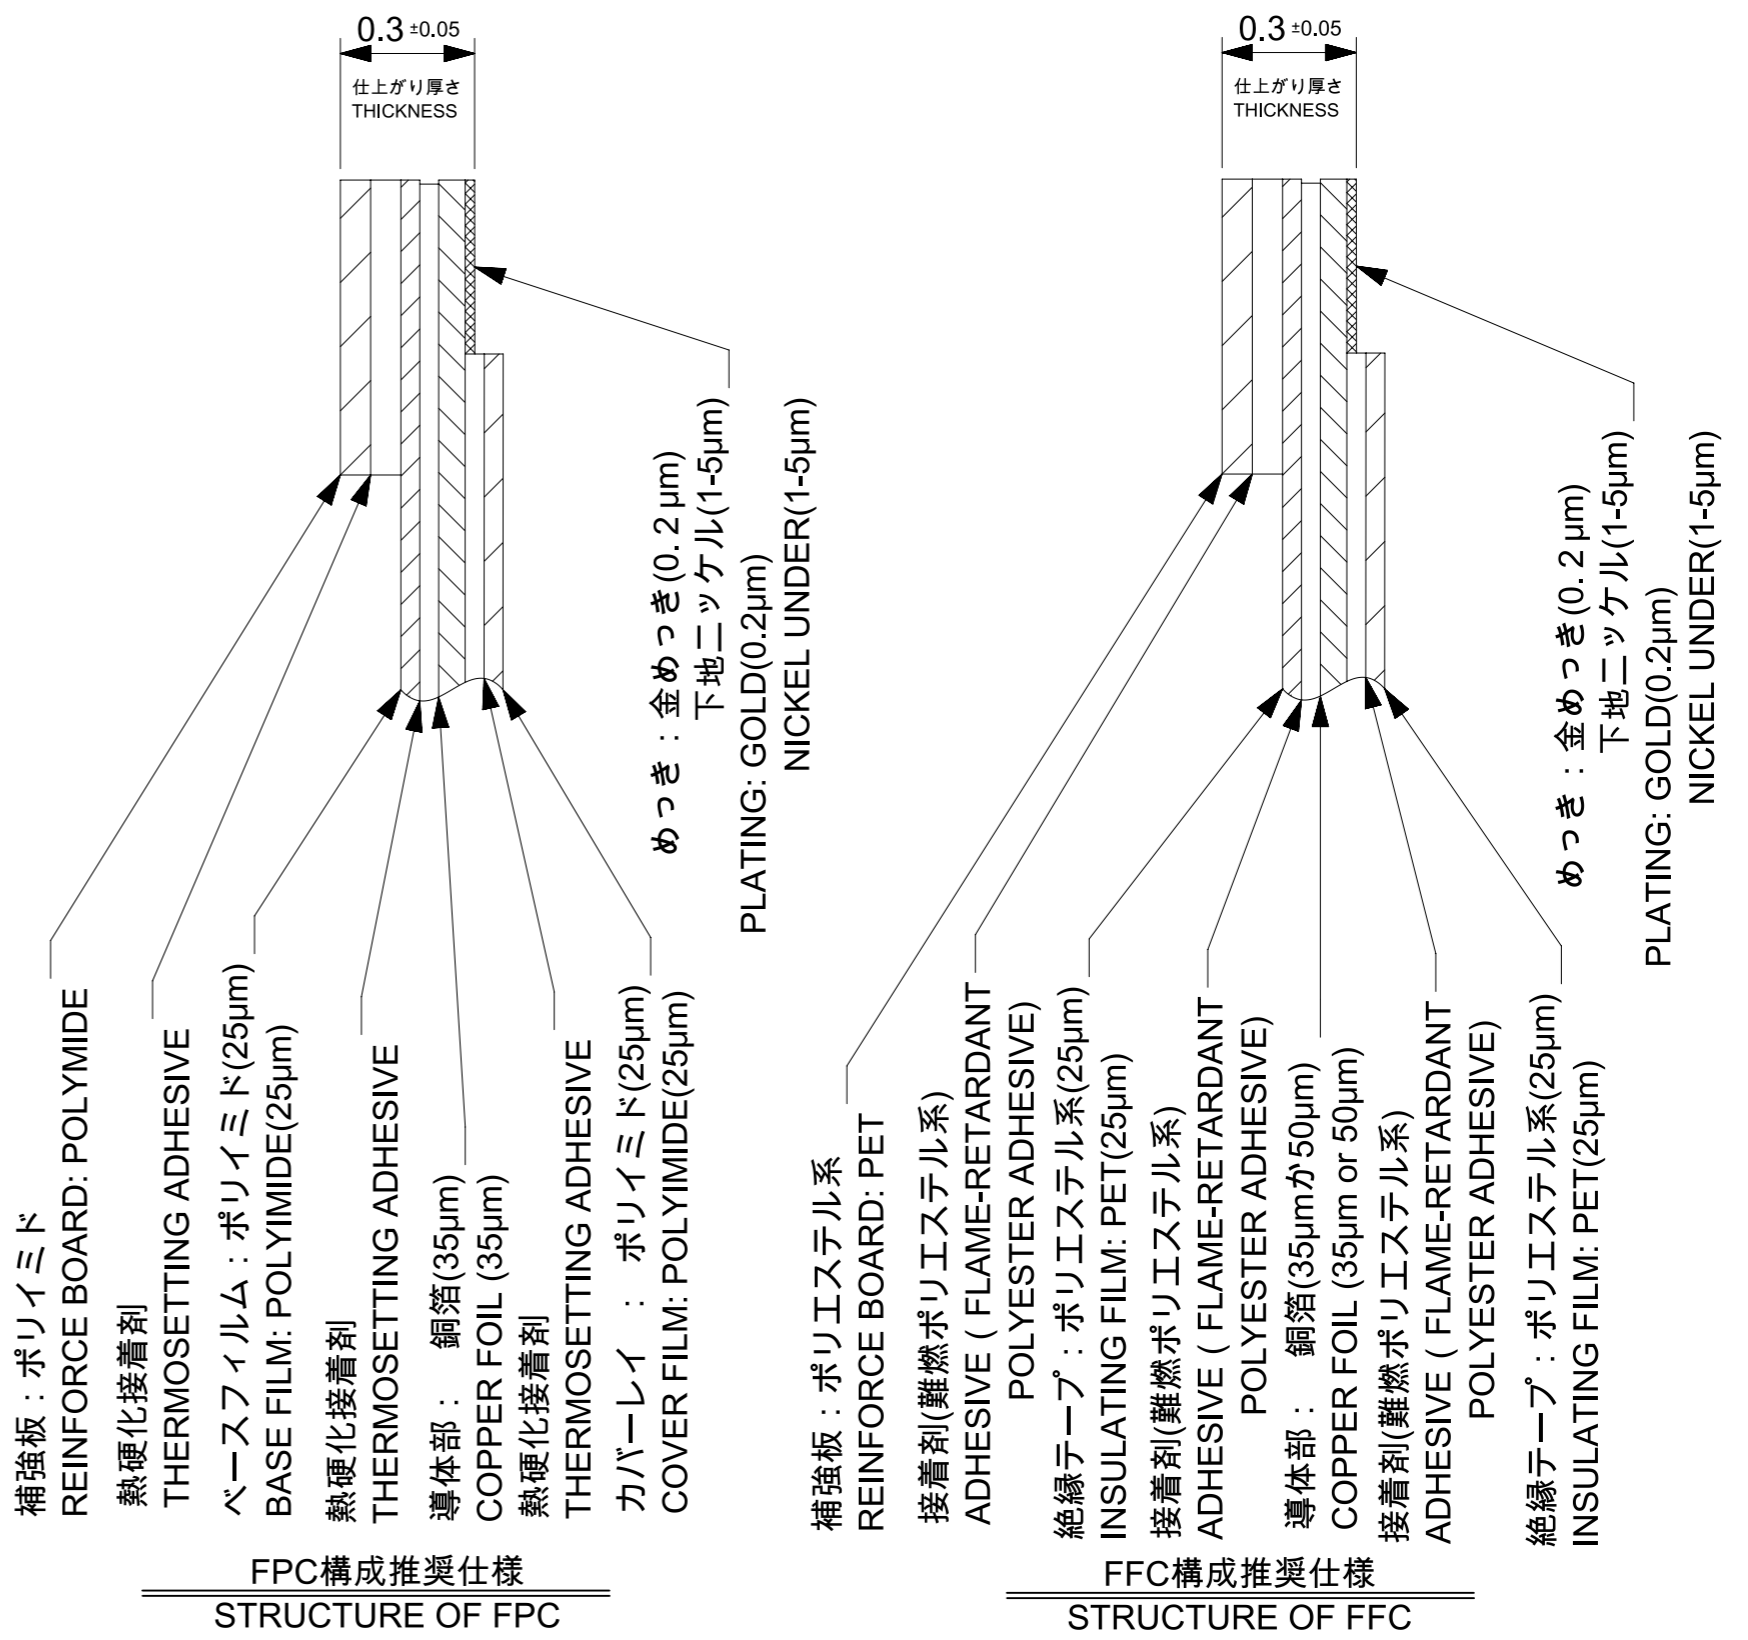 0.3 ±0.05
仕上がり厚さ
THICKNESS
めっき：金めっき(0.2μm)
下地ニッケル(1-5μm)
PLATING: GOLD(0.2μm)
NICKEL UNDER(1-5μm)
補強板：ポリイミド
REINFORCE BOARD: POLYMIDE
熱硬化接着剤
THERMOSETTING ADHESIVE
ベースフィルム：ポリイミド(25μm)
BASE FILM: POLYIMIDE(25μm)
熱硬化接着剤
THERMOSETTING ADHESIVE
導体部： 銅箔(35μm)
COPPER FOIL (35μm)
熱硬化接着剤
THERMOSETTING ADHESIVE
カバーレイ ： ポリイミド(25μm)
COVER FILM: POLYIMIDE(25μm)
FPC構成推奨仕様
STRUCTURE OF FPC
0.3 ±0.05
仕上がり厚さ
THICKNESS
めっき：金めっき(0.2μm)
下地ニッケル(1-5μm)
PLATING: GOLD(0.2μm)
NICKEL UNDER(1-5μm)
補強板：ポリエステル系
REINFORCE BOARD: PET
接着剤(難燃ポリエステル系)
ADHESIVE ( FLAME-RETARDANT
POLYESTER ADHESIVE)
絶縁テープ：ポリエステル系(25μm)
INSULATING FILM: PET(25μm)
接着剤(難燃ポリエステル系)
ADHESIVE ( FLAME-RETARDANT
POLYESTER ADHESIVE)
導体部： 銅箔(35μmか50μm)
COPPER FOIL (35μm or 50μm)
接着剤(難燃ポリエステル系)
ADHESIVE ( FLAME-RETARDANT
POLYESTER ADHESIVE)
絶縁テープ：ポリエステル系(25μm)
INSULATING FILM: PET(25μm)
FFC構成推奨仕様
STRUCTURE OF FFC